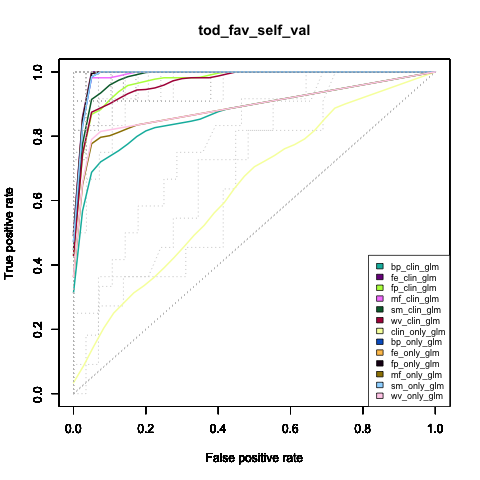 tod_fav_self_val
True positive rate
1.0
0.8
0.6
0.4
0.2
0.0
0.0 0.2 0.4 0.6 0.8 1.0
False positive rate
bp_clin_glm
fe_clin_glm
fp_clin_glm
mf_clin_glm
sm_clin_glm
wv_clin_glm
clin_only_glm
bp_only_glm
fe_only_glm
fp_only_glm
mf_only_glm
sm_only_glm
wv_only_glm